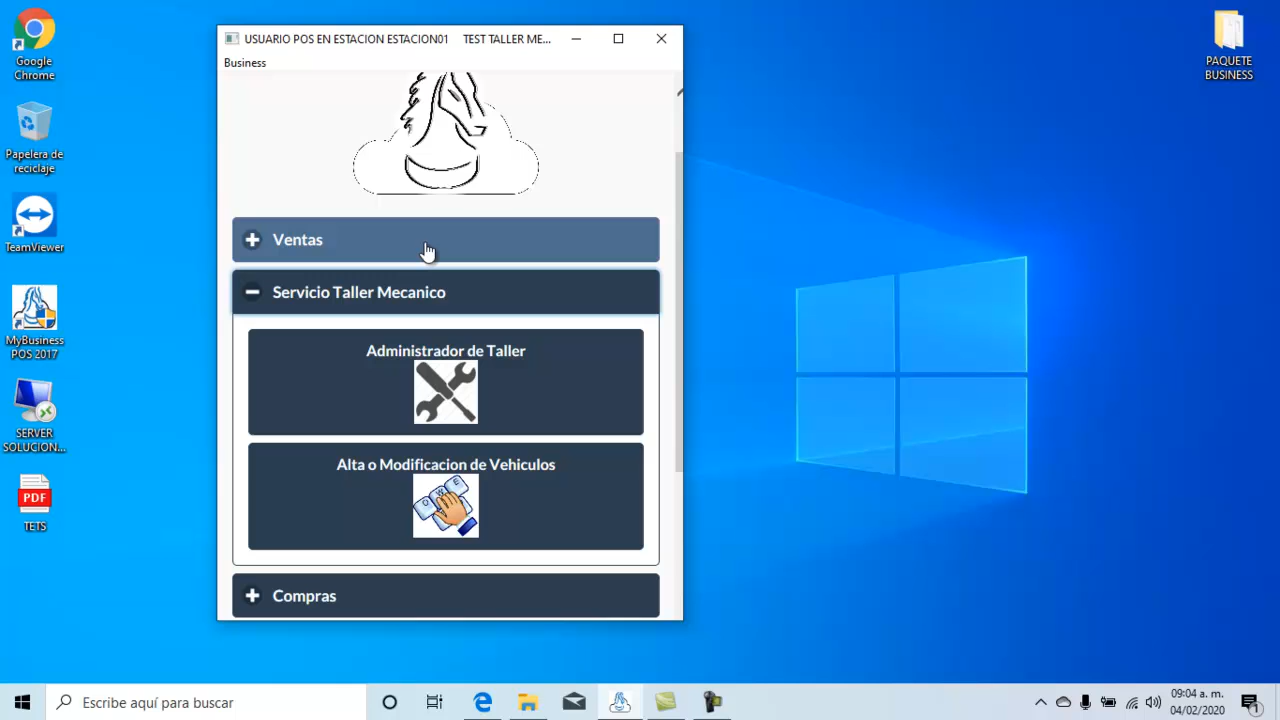 Google
Chrome
Papelera de
reciclaje
TeamViewer
MyBusiness
POS 2017
SERVER
SOLUCION...
PDF
TETS
PAQUETE
BUSINESS
USUARIO POS EN ESTACION ESTACION01 TEST TALLER ME...
Business
Ventas
Servicio Taller Mecanico
Administrador de Taller
Alta o Modificacion de Vehiculos
Q W E
Compras
Escribe aquí para buscar
09:04 a. m.
04/02/2020
1